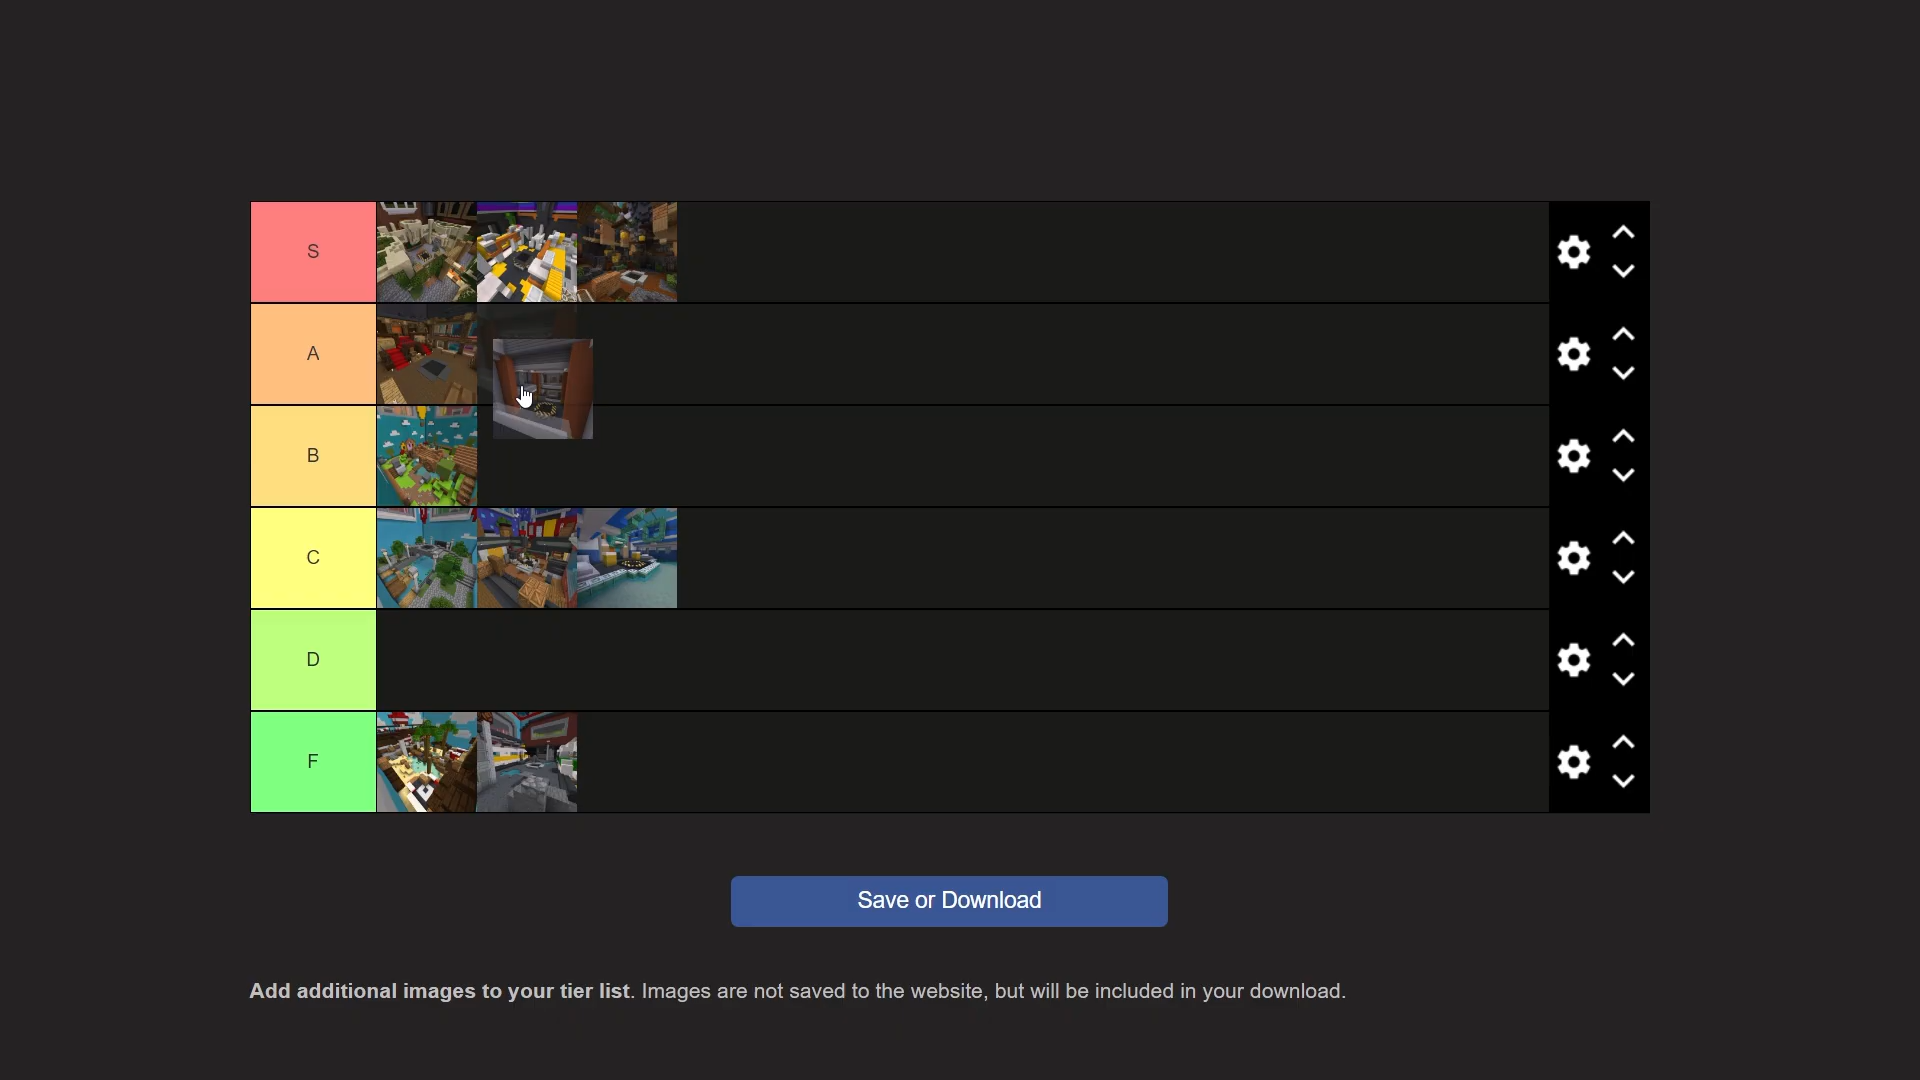 S
A
B
C
D
F
Save or Download
Add additional images to your tier list. Images are not saved to the website, but will be included in your download.